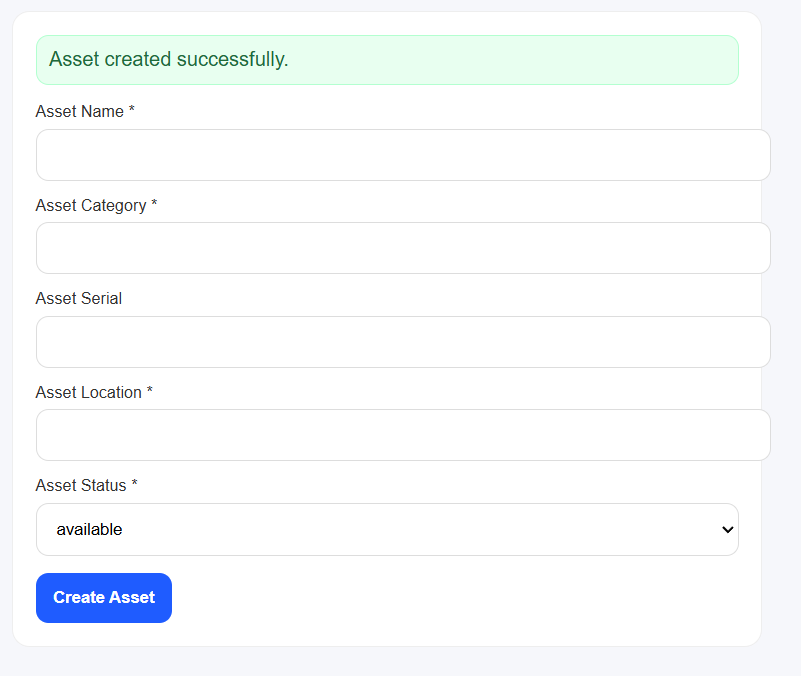 Asset created successfully.
Asset Name *
Asset Category *
Asset Serial
Asset Location *
Asset Status *
available
Create Asset